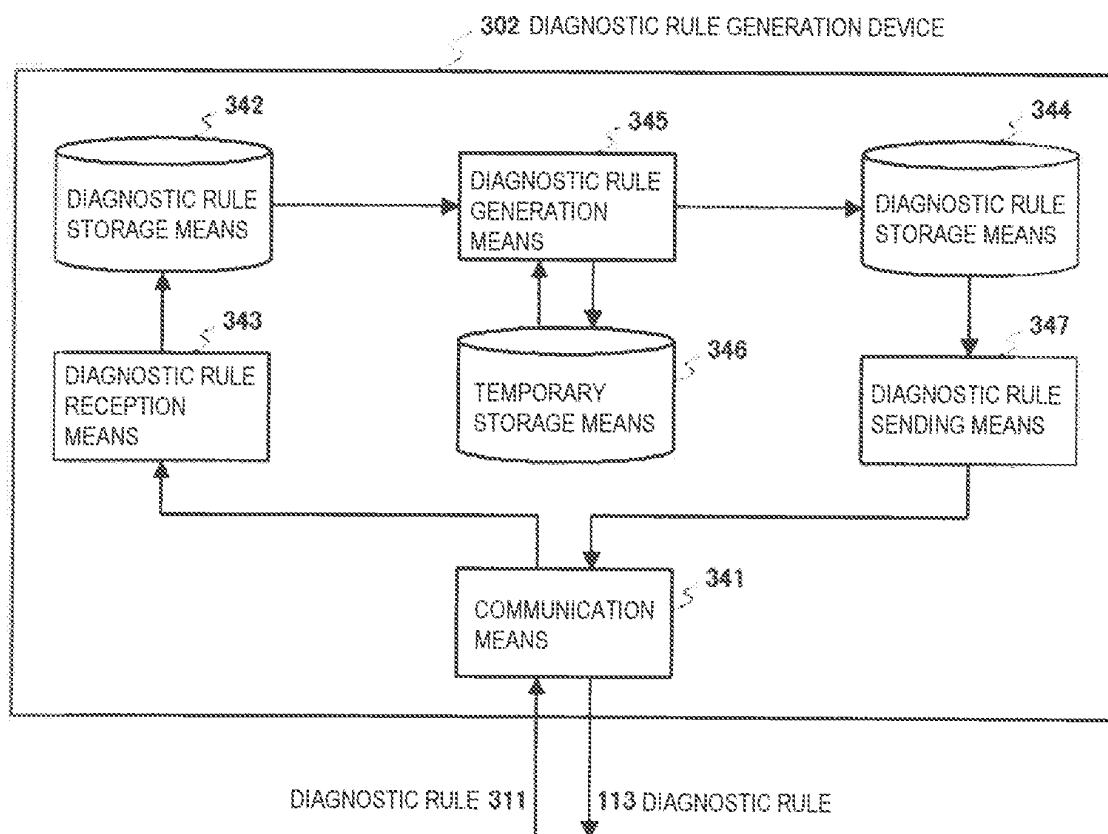 302 DIAGNOSTIC RULE GENERATION DEVICE
342
345
344
DIAGNOSTIC RULE
STORAGE MEANS
DIAGNOSTIC RULE
GENERATION
MEANS
DIAGNOSTIC RULE
STORAGE MEANS
343
346
347
DIAGNOSTIC RULE
RECEPTION
MEANS
TEMPORARY
STORAGE MEANS
DIAGNOSTIC RULE
SENDING MEANS
341
COMMUNICATION
MEANS
DIAGNOSTIC RULE 311
113 DIAGNOSTIC RULE